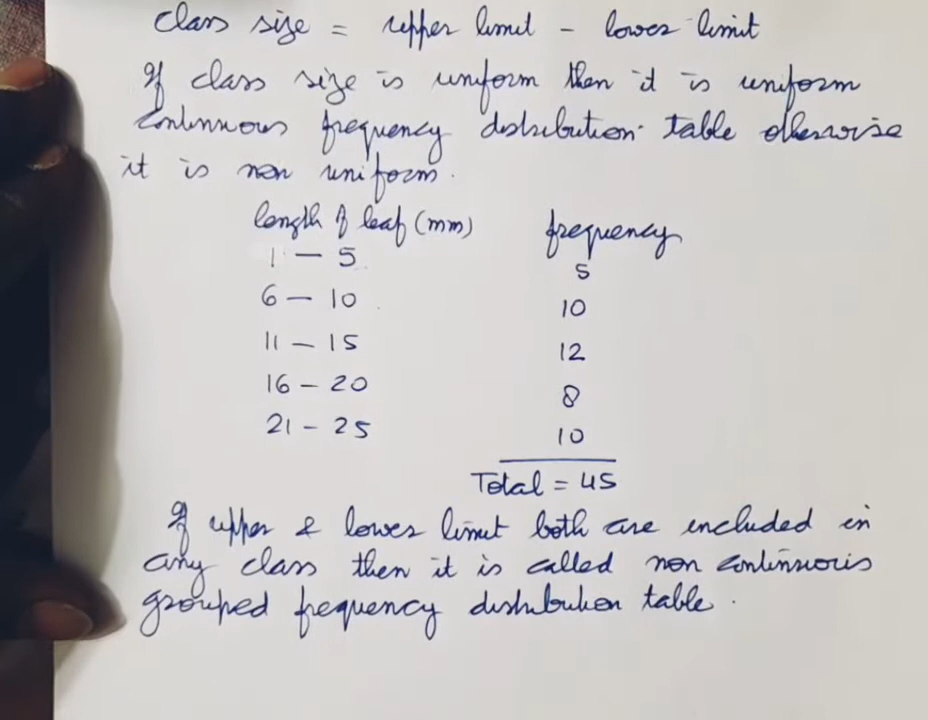 Class size = upper limit - lower limit
If class size is uniform then it is uniform
continuous frequency distribution table otherwise
it is non uniform.
length of leaf (mm) frequency
1 - 5 5
6 - 10 10
11 - 15 12
16 - 20 8
21 - 25 10
Total = 45
If upper & lower limit both are included in
any class then it is called non continuous
grouped frequency distribution table.